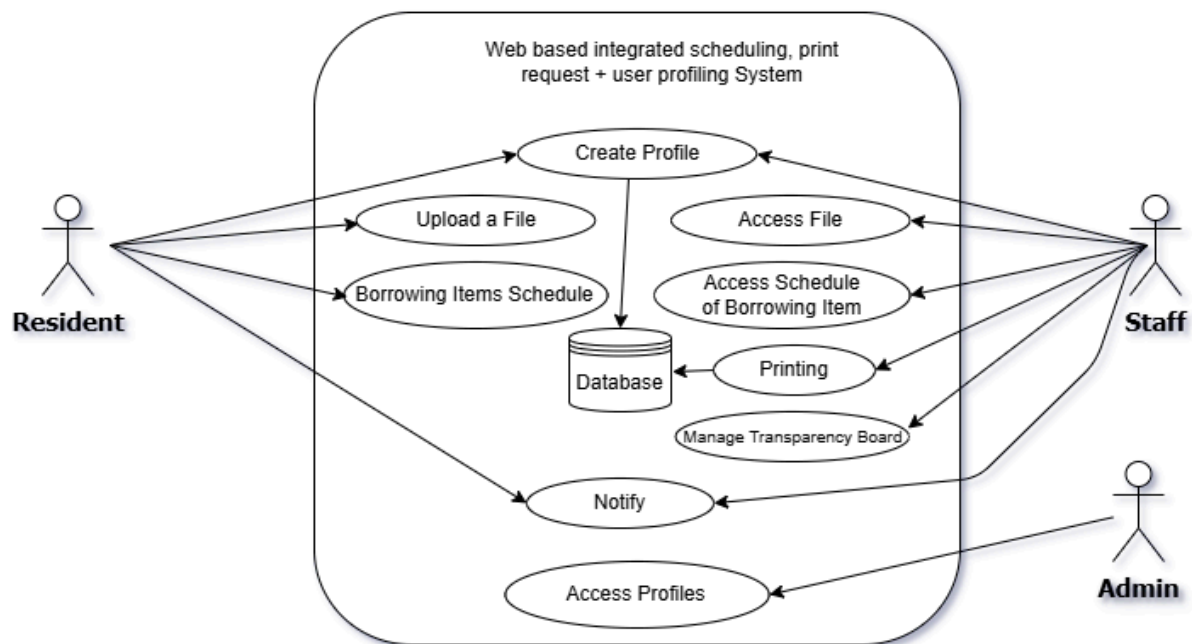 Web based integrated scheduling, print
request + user profiling System
Create Profile
Upload a File
Access File
Borrowing Items Schedule
Access Schedule
of Borrowing Item
Resident
Staff
Database
Printing
Manage Transparency Board
Notify
Access Profiles
Admin